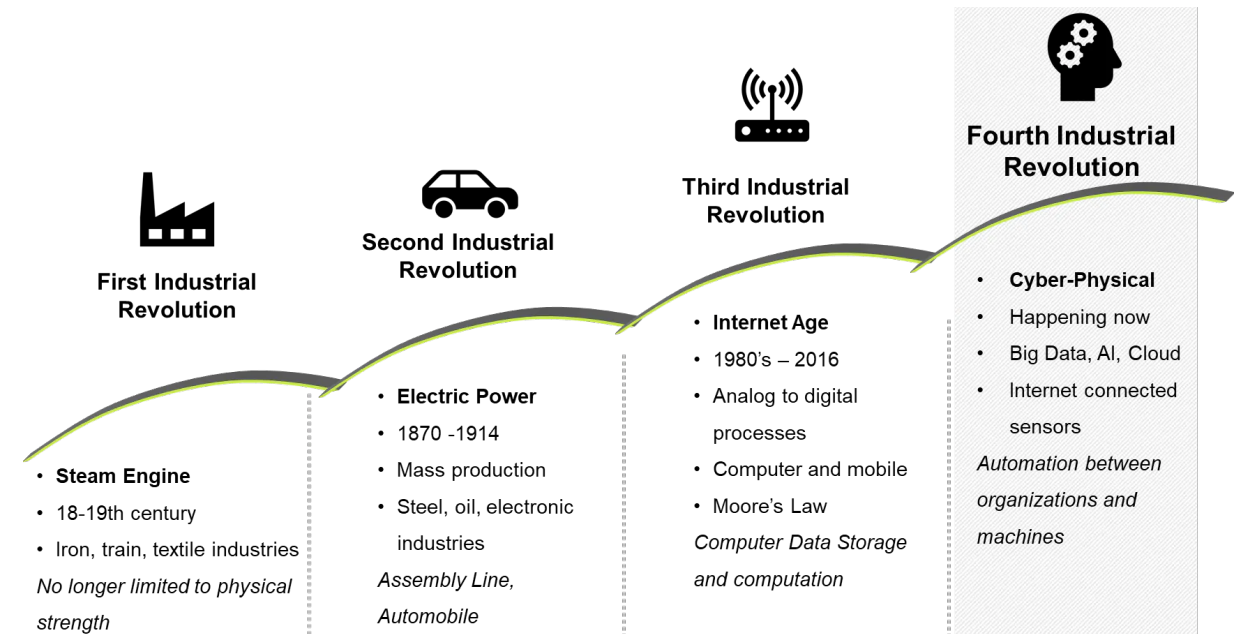 First Industrial
Revolution
• Steam Engine
• 18-19th century
• Iron, train, textile industries
No longer limited to physical
strength
Second Industrial
Revolution
• Electric Power
• 1870 -1914
• Mass production
• Steel, oil, electronic
industries
Assembly Line,
Automobile
Third Industrial
Revolution
• Internet Age
• 1980's – 2016
• Analog to digital
processes
• Computer and mobile
• Moore's Law
Computer Data Storage
and computation
Fourth Industrial
Revolution
• Cyber-Physical
• Happening now
• Big Data, AI, Cloud
• Internet connected
sensors
Automation between
organizations and
machines